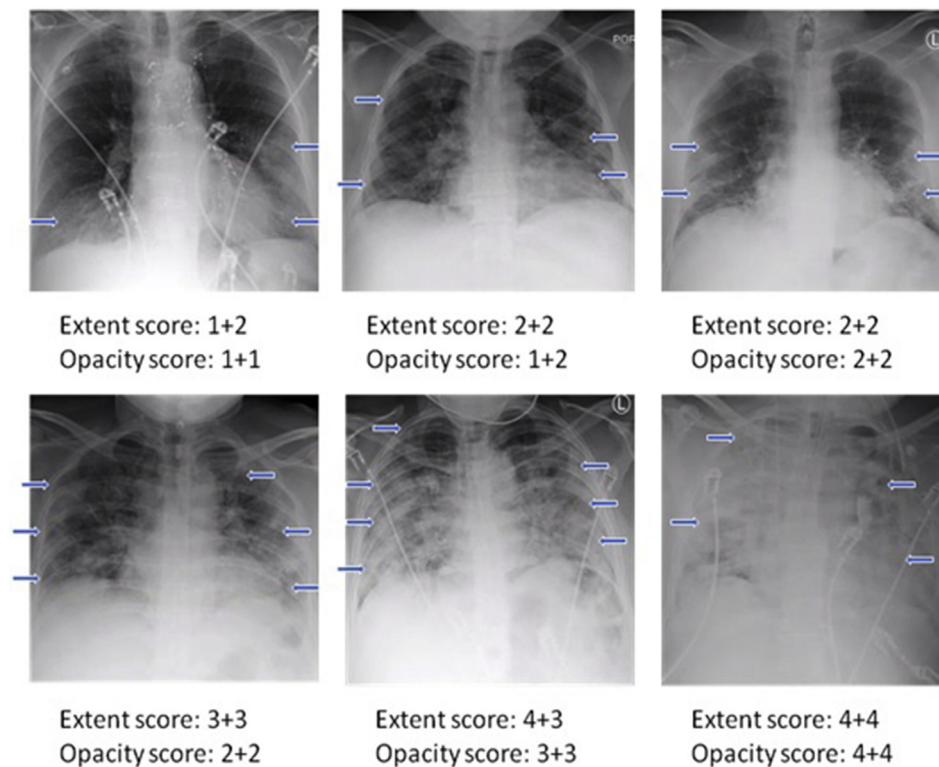 POR
L
Extent score: 1+2
Opacity score: 1+1
Extent score: 2+2
Opacity score: 1+2
Extent score: 2+2
Opacity score: 2+2
L
Extent score: 3+3
Opacity score: 2+2
Extent score: 4+3
Opacity score: 3+3
Extent score: 4+4
Opacity score: 4+4